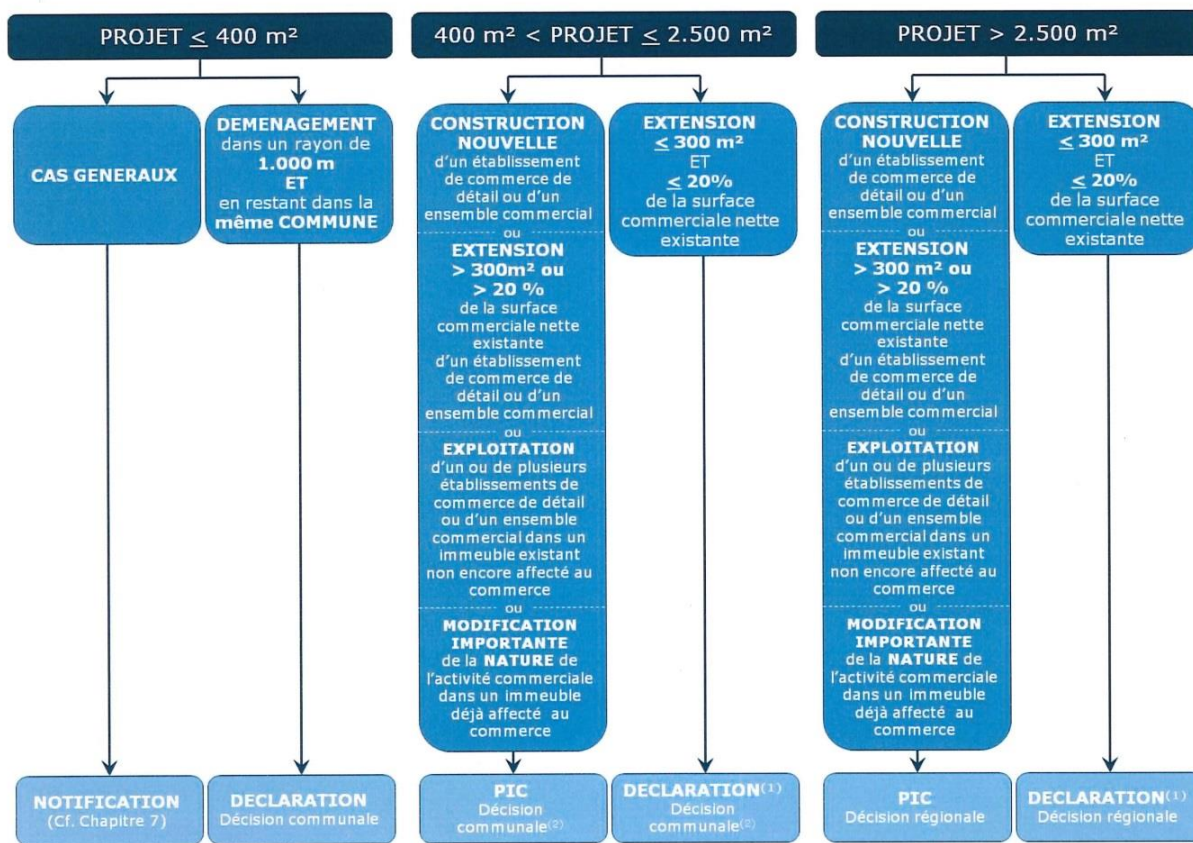 PROJET ≤ 400 m²
CAS GENERAUX
DEMENAGEMENT
dans un rayon de
1.000 m
ET
en restant dans la
même COMMUNE
NOTIFICATION
(Cf. Chapitre 7)
DECLARATION
Décision communale
400 m² < PROJET ≤ 2.500 m²
CONSTRUCTION
NOUVELLE
d'un établissement
de commerce de
détail ou d'un
ensemble commercial
ou
EXTENSION
> 300m² ou
> 20 %
de la surface
commerciale nette
existante
d'un établissement
de commerce de
détail ou d'un
ensemble commercial
ou
EXPLOITATION
d'un ou de plusieurs
établissements de
commerce de détail
ou d'un ensemble
commercial dans un
immeuble existant
non encore affecté au
commerce
ou
MODIFICATION
IMPORTANTE
de la NATURE de
l'activité commerciale
dans un immeuble
déjà affecté au
commerce
PIC
Décision
communale(2)
EXTENSION
≤ 300 m²
ET
≤ 20%
de la surface
commerciale nette
existante
DECLARATION(1)
Décision
communale(2)
PROJET > 2.500 m²
CONSTRUCTION
NOUVELLE
d'un établissement
de commerce de
détail ou d'un
ensemble commercial
ou
EXTENSION
> 300 m² ou
> 20 %
de la surface
commerciale nette
existante
d'un établissement
de commerce de
détail ou d'un
ensemble commercial
ou
EXPLOITATION
d'un ou de plusieurs
établissements de
commerce de détail
ou d'un ensemble
commercial dans un
immeuble existant
non encore affecté au
commerce
ou
MODIFICATION
IMPORTANTE
de la NATURE de
l'activité commerciale
dans un immeuble
déjà affecté au
commerce
PIC
Décision régionale
EXTENSION
≤ 300 m²
ET
≤ 20%
de la surface
commerciale nette
existante
DECLARATION(1)
Décision régionale